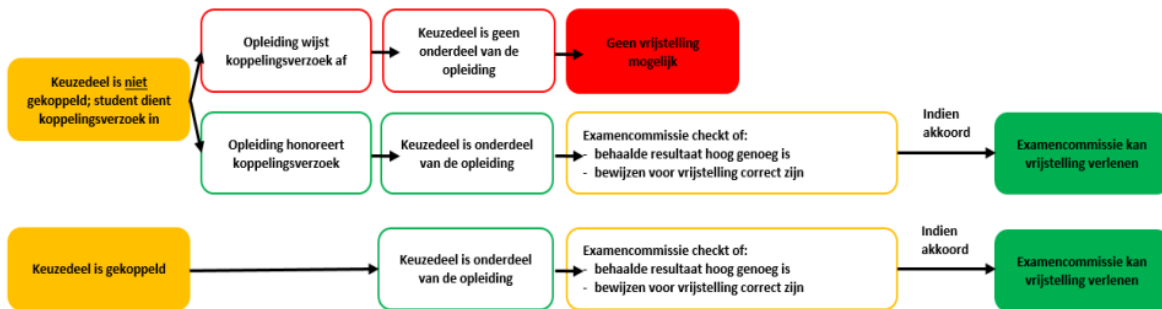 Opleiding wijst
koppelingsverzoek af
Keuzedeel is geen
onderdeel van de
opleiding
Geen vrijstelling
mogelijk
Keuzedeel is niet
gekoppeld; student dient
koppelingsverzoek in
Opleiding honoreert
koppelingsverzoek
Keuzedeel is onderdeel
van de opleiding
Examencommissie checkt of:
- behaalde resultaat hoog genoeg is
- bewijzen voor vrijstelling correct zijn
Indien
akkoord
Examencommissie kan
vrijstelling verlenen
Keuzedeel is gekoppeld
Keuzedeel is onderdeel
van de opleiding
Examencommissie checkt of:
- behaalde resultaat hoog genoeg is
- bewijzen voor vrijstelling correct zijn
Indien
akkoord
Examencommissie kan
vrijstelling verlenen